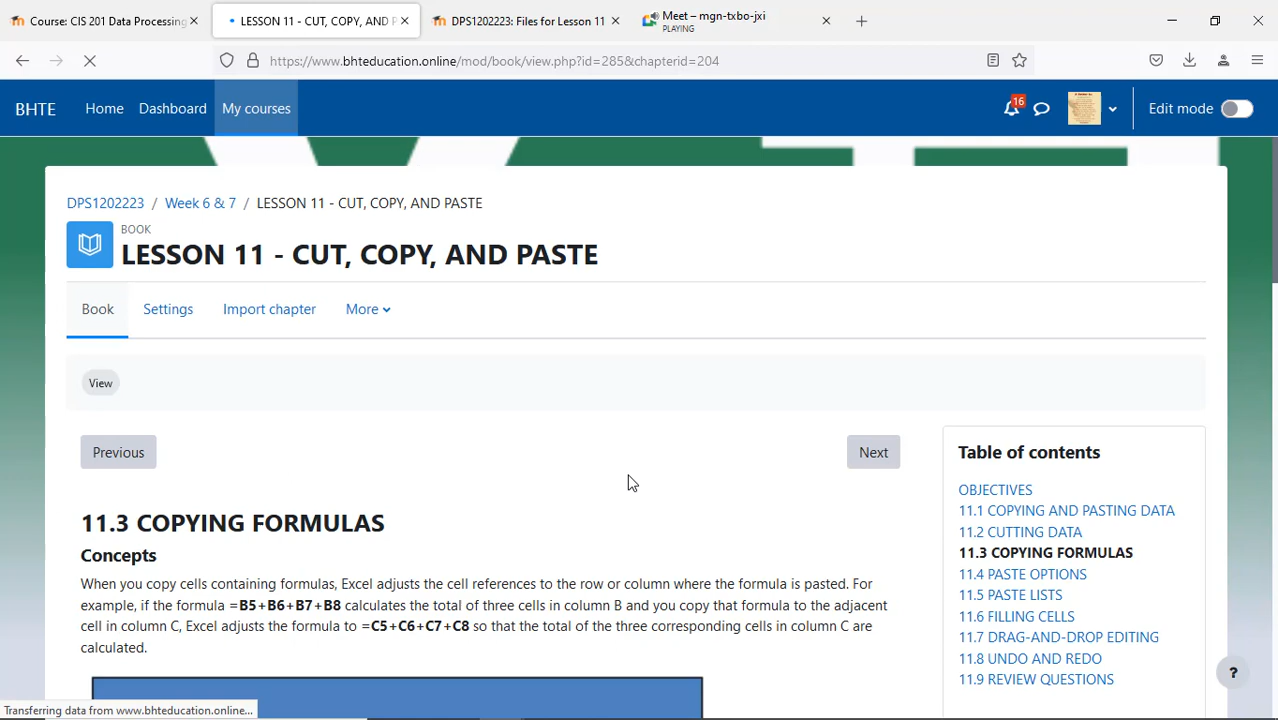 Course: CIS 201 Data Processing
LESSON 11 - CUT, COPY, AND P
DPS1202223: Files for Lesson 11
Meet – mgn-txbo-jxi
PLAYING
https://www.bhteducation.online/mod/book/view.php?id=285&chapterid=204
BHTE
Home
Dashboard
My courses
16
Edit mode
DPS1202223 / Week 6 & 7 / LESSON 11 - CUT, COPY, AND PASTE
BOOK
LESSON 11 - CUT, COPY, AND PASTE
Book
Settings
Import chapter
More
View
Previous
Next
11.3 COPYING FORMULAS
Concepts
When you copy cells containing formulas, Excel adjusts the cell references to the row or column where the formula is pasted. For
example, if the formula =B5+B6+B7+B8 calculates the total of three cells in column B and you copy that formula to the adjacent
cell in column C, Excel adjusts the formula to =C5+C6+C7+C8 so that the total of the three corresponding cells in column C are
calculated.
Table of contents
OBJECTIVES
11.1 COPYING AND PASTING DATA
11.2 CUTTING DATA
11.3 COPYING FORMULAS
11.4 PASTE OPTIONS
11.5 PASTE LISTS
11.6 FILLING CELLS
11.7 DRAG-AND-DROP EDITING
11.8 UNDO AND REDO
11.9 REVIEW QUESTIONS
?
Transferring data from www.bhteducation.online...